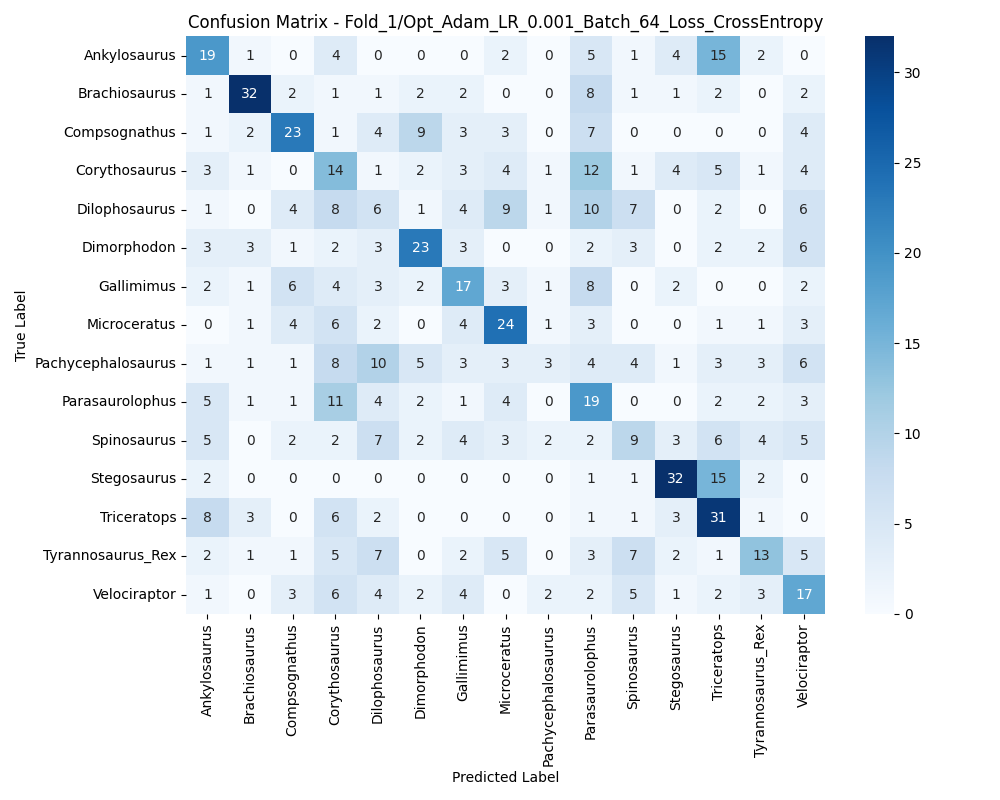 Confusion Matrix - Fold_1/Opt_Adam_LR_0.001_Batch_64_Loss_CrossEntropy
True Label
Ankylosaurus 19 1 0 4 0 0 0 2 0 5 1 4 15 2 0
Brachiosaurus 1 32 2 1 1 2 2 0 0 8 1 1 2 0 2
Compsognathus 1 2 23 1 4 9 3 3 0 7 0 0 0 0 4
Corythosaurus 3 1 0 14 1 2 3 4 1 12 1 4 5 1 4
Dilophosaurus 1 0 4 8 6 1 4 9 1 10 7 0 2 0 6
Dimorphodon 3 3 1 2 3 23 3 0 0 2 3 0 2 2 6
Gallimimus 2 1 6 4 3 2 17 3 1 8 0 2 0 0 2
Microceratus 0 1 4 6 2 0 4 24 1 3 0 0 1 1 3
Pachycephalosaurus 1 1 1 8 10 5 3 3 3 4 4 1 3 3 6
Parasaurolophus 5 1 1 11 4 2 1 4 0 19 0 0 2 2 3
Spinosaurus 5 0 2 2 7 2 4 3 2 2 9 3 6 4 5
Stegosaurus 2 0 0 0 0 0 0 0 0 1 1 32 15 2 0
Triceratops 8 3 0 6 2 0 0 0 0 1 1 3 31 1 0
Tyrannosaurus_Rex 2 1 1 5 7 0 2 5 0 3 7 2 1 13 5
Velociraptor 1 0 3 6 4 2 4 0 2 2 5 1 2 3 17
Ankylosaurus
Brachiosaurus
Compsognathus
Corythosaurus
Dilophosaurus
Dimorphodon
Gallimimus
Microceratus
Pachycephalosaurus
Parasaurolophus
Spinosaurus
Stegosaurus
Triceratops
Tyrannosaurus_Rex
Velociraptor
Predicted Label
30
25
20
15
10
5
0